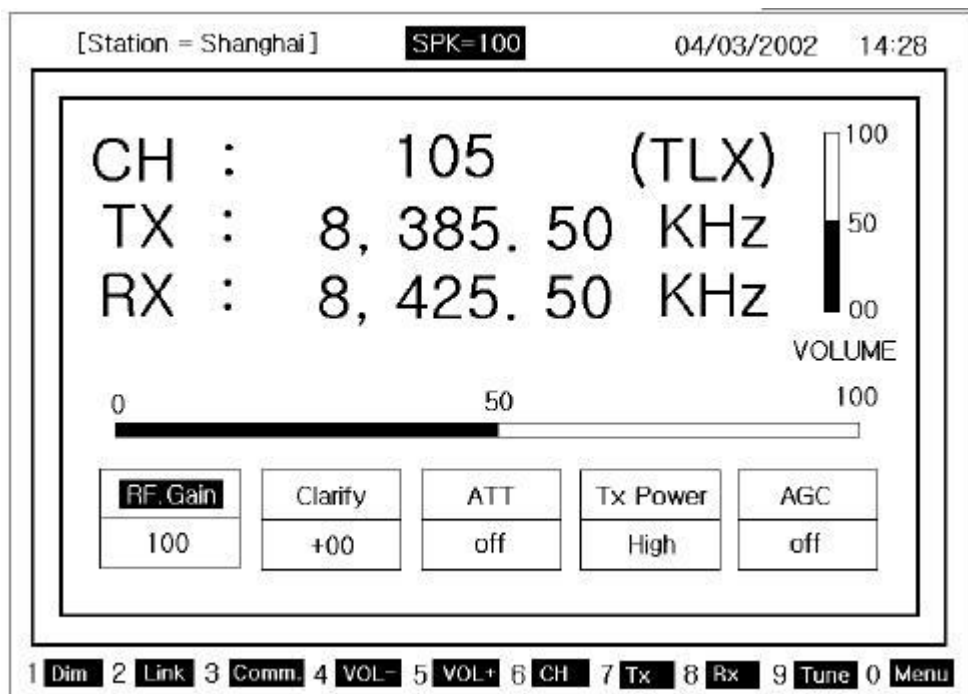 [Station = Shanghai] SPK=100 04/03/2002 14:28
CH : 105 (TLX)
TX : 8, 385. 50 KHz
RX : 8, 425. 50 KHz
100
50
00
VOLUME
0 50 100
RF.Gain Clarify ATT Tx Power AGC
100 +00 off High off
1 Dim 2 Link 3 Comm. 4 VOL- 5 VOL+ 6 CH 7 Tx 8 Rx 9 Tune 0 Menu